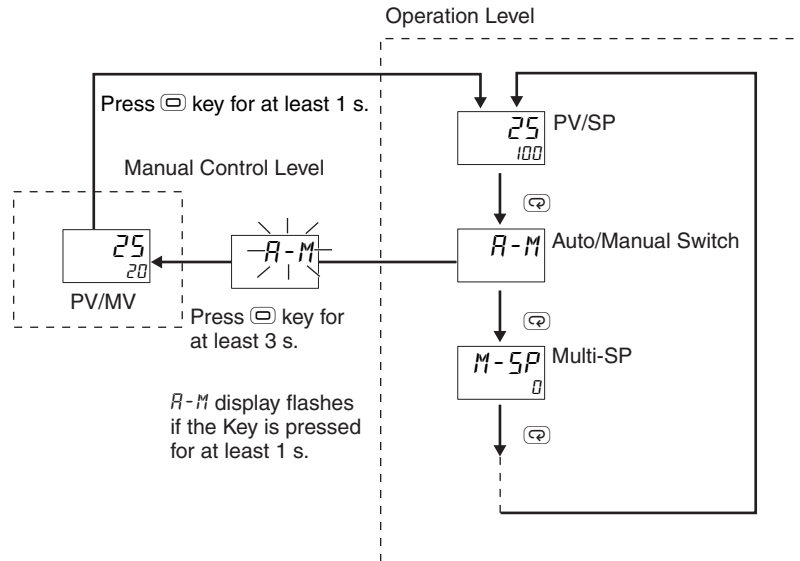 Operation Level
Press key for at least 1 s.
25
100
PV/SP
Manual Control Level
A-M
Auto/Manual Switch
25
20
PV/MV
A-M
Press key for
at least 3 s.
M-SP
0
Multi-SP
A-M display flashes
if the Key is pressed
for at least 1 s.